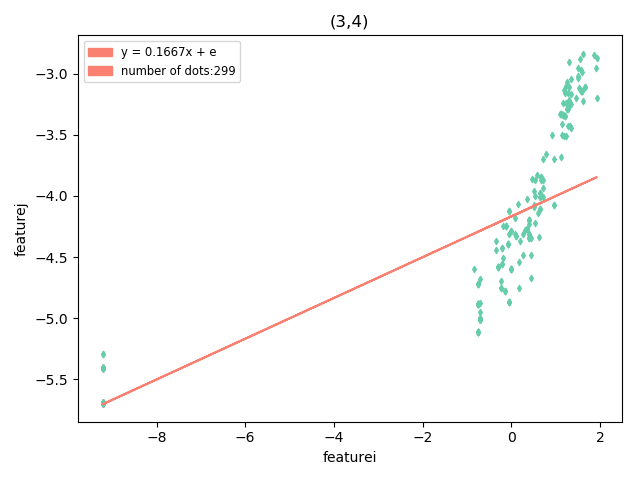 (3,4)
y = 0.1667x + e
number of dots:299
−3.0
−3.5
−4.0
−4.5
−5.0
−5.5
featurej
−8 −6 −4 −2 0 2
featurei